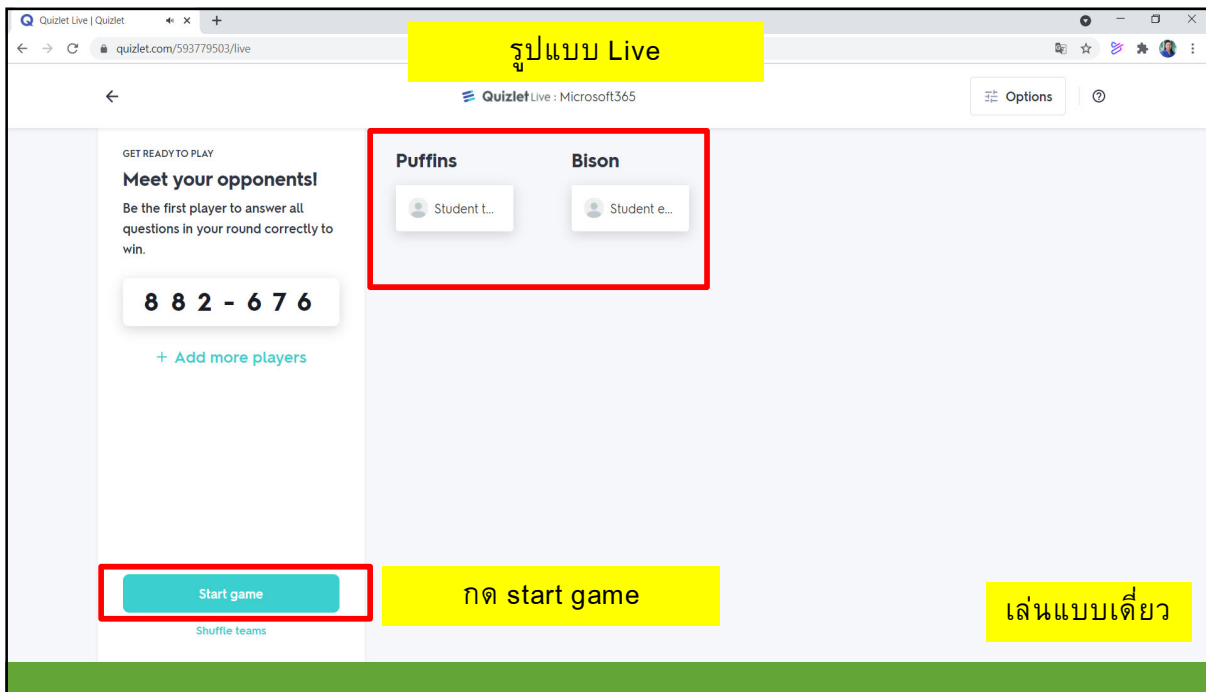 Quizlet Live | Quizlet
quizlet.com/593779503/live
รูปแบบ Live
Quizlet Live : Microsoft365
Options
GET READY TO PLAY
Meet your opponents!
Be the first player to answer all
questions in your round correctly to
win.
882-676
+ Add more players
Puffins
Student t...
Bison
Student e...
Start game
กด start game
Shuffle teams
เล่นแบบเดี่ยว